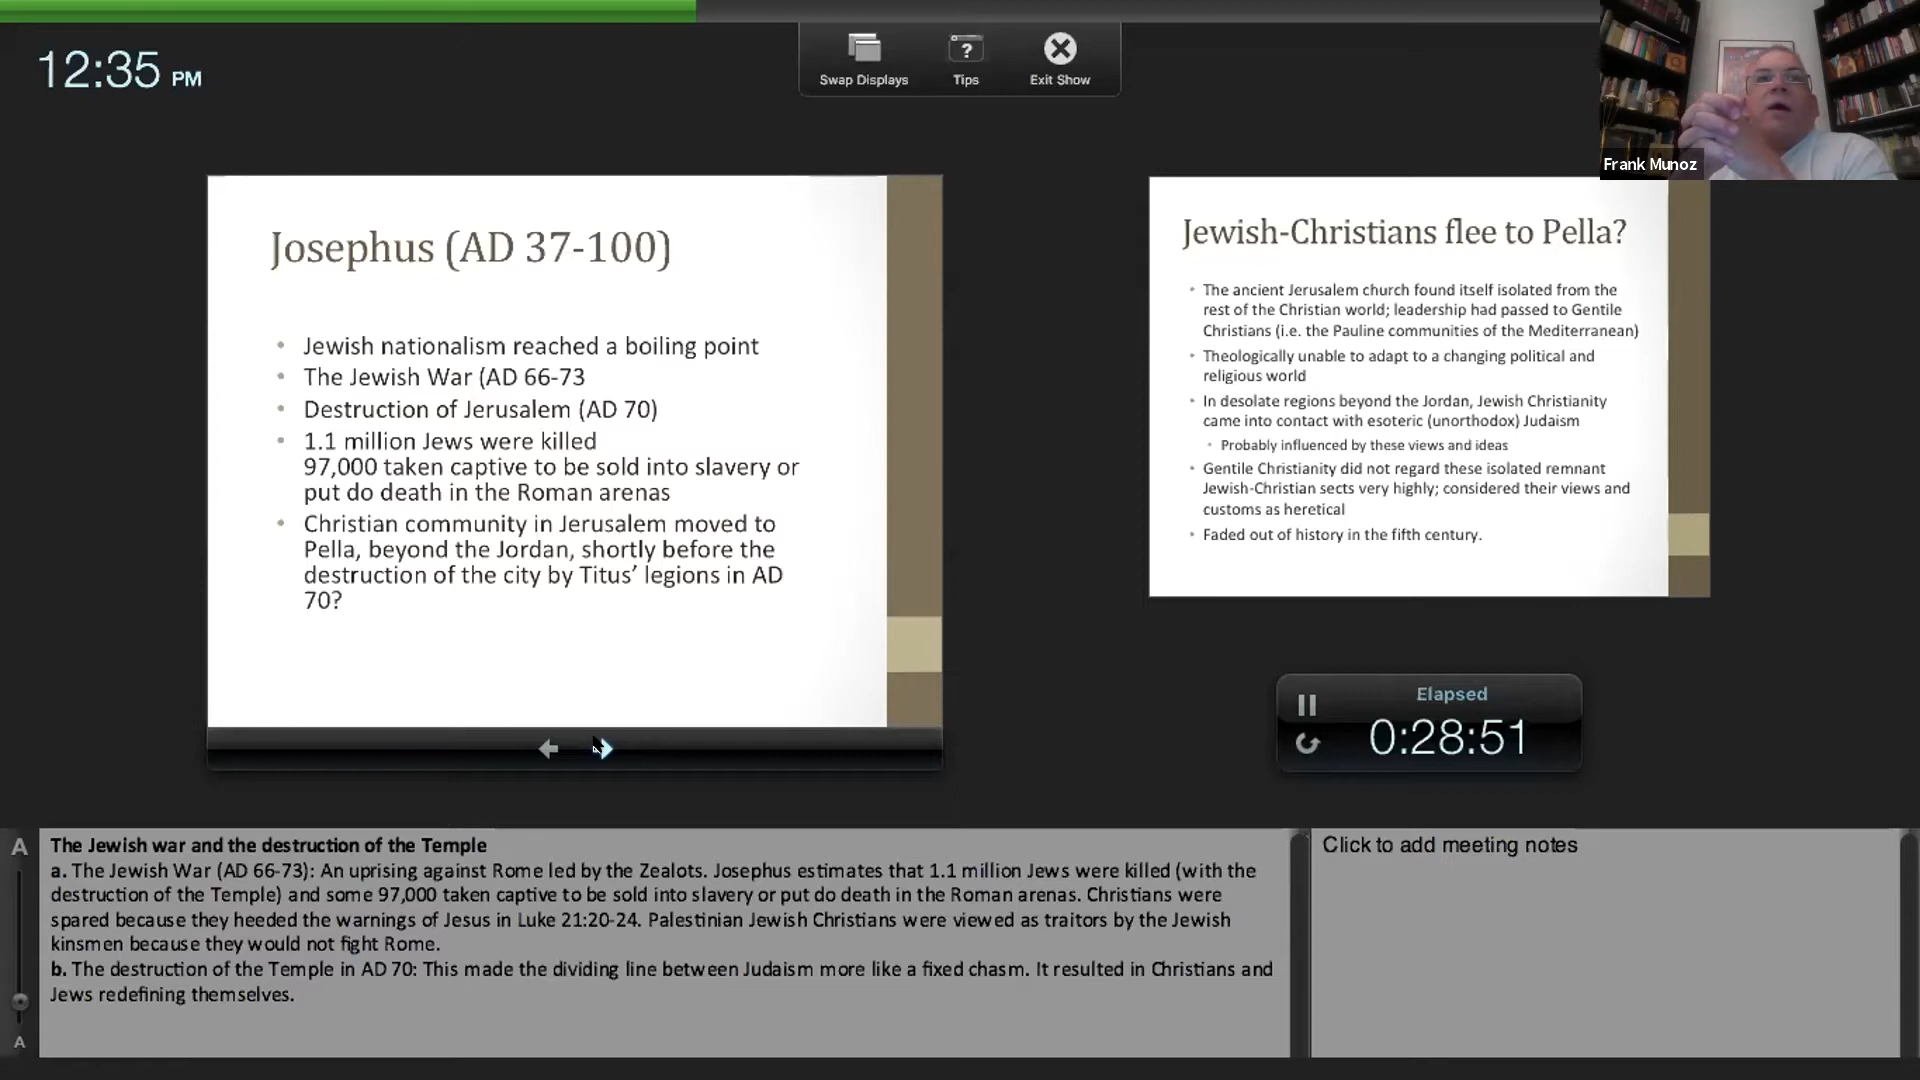 12:35 PM
Swap Displays
Tips
Exit Show
Frank Munoz
Josephus (AD 37-100)
• Jewish nationalism reached a boiling point
• The Jewish War (AD 66-73
• Destruction of Jerusalem (AD 70)
• 1.1 million Jews were killed
97,000 taken captive to be sold into slavery or
put do death in the Roman arenas
• Christian community in Jerusalem moved to
Pella, beyond the Jordan, shortly before the
destruction of the city by Titus’ legions in AD
70?
Jewish-Christians flee to Pella?
• The ancient Jerusalem church found itself isolated from the
rest of the Christian world; leadership had passed to Gentile
Christians (i.e. the Pauline communities of the Mediterranean)
• Theologically unable to adapt to a changing political and
religious world
• In desolate regions beyond the Jordan, Jewish Christianity
came into contact with esoteric (unorthodox) Judaism
• Probably influenced by these views and ideas
• Gentile Christianity did not regard these isolated remnant
Jewish-Christian sects very highly; considered their views and
customs as heretical
• Faded out of history in the fifth century.
Elapsed
0:28:51
A
A
The Jewish war and the destruction of the Temple
a. The Jewish War (AD 66-73): An uprising against Rome led by the Zealots. Josephus estimates that 1.1 million Jews were killed (with the
destruction of the Temple) and some 97,000 taken captive to be sold into slavery or put do death in the Roman arenas. Christians were
spared because they heeded the warnings of Jesus in Luke 21:20-24. Palestinian Jewish Christians were viewed as traitors by the Jewish
kinsmen because they would not fight Rome.
b. The destruction of the Temple in AD 70: This made the dividing line between Judaism more like a fixed chasm. It resulted in Christians and
Jews redefining themselves.
Click to add meeting notes